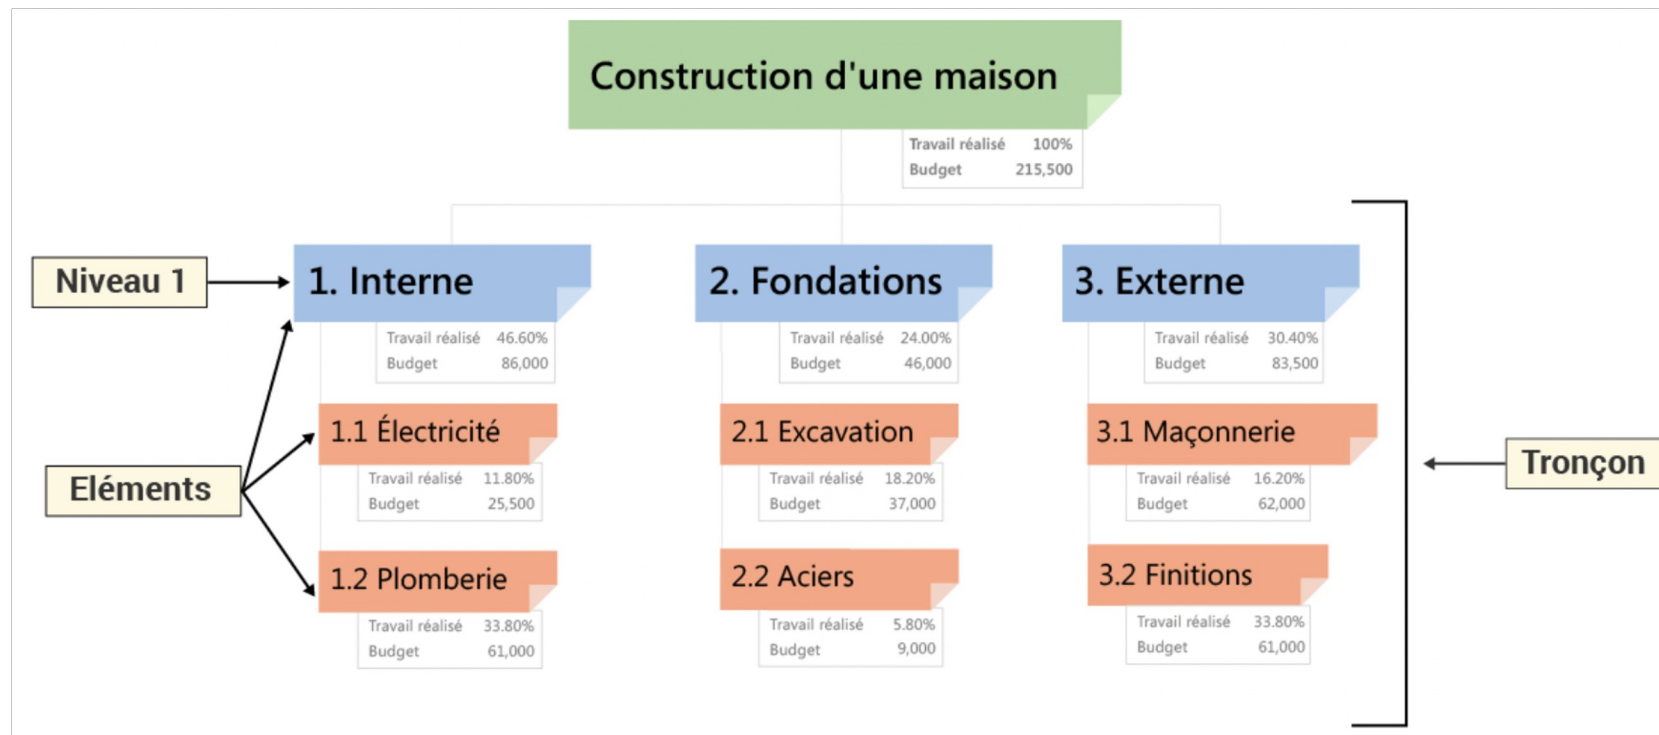 Construction d'une maison
Travail réalisé 100%
Budget 215,500
Niveau 1
1. Interne
2. Fondations
3. Externe
Travail réalisé 46.60%
Budget 86,000
Travail réalisé 24.00%
Budget 46,000
Travail réalisé 30.40%
Budget 83,500
1.1 Électricité
2.1 Excavation
3.1 Maçonnerie
Tronçon
Eléments
Travail réalisé 11.80%
Budget 25,500
Travail réalisé 18.20%
Budget 37,000
Travail réalisé 16.20%
Budget 62,000
1.2 Plomberie
2.2 Aciers
3.2 Finitions
Travail réalisé 33.80%
Budget 61,000
Travail réalisé 5.80%
Budget 9,000
Travail réalisé 33.80%
Budget 61,000